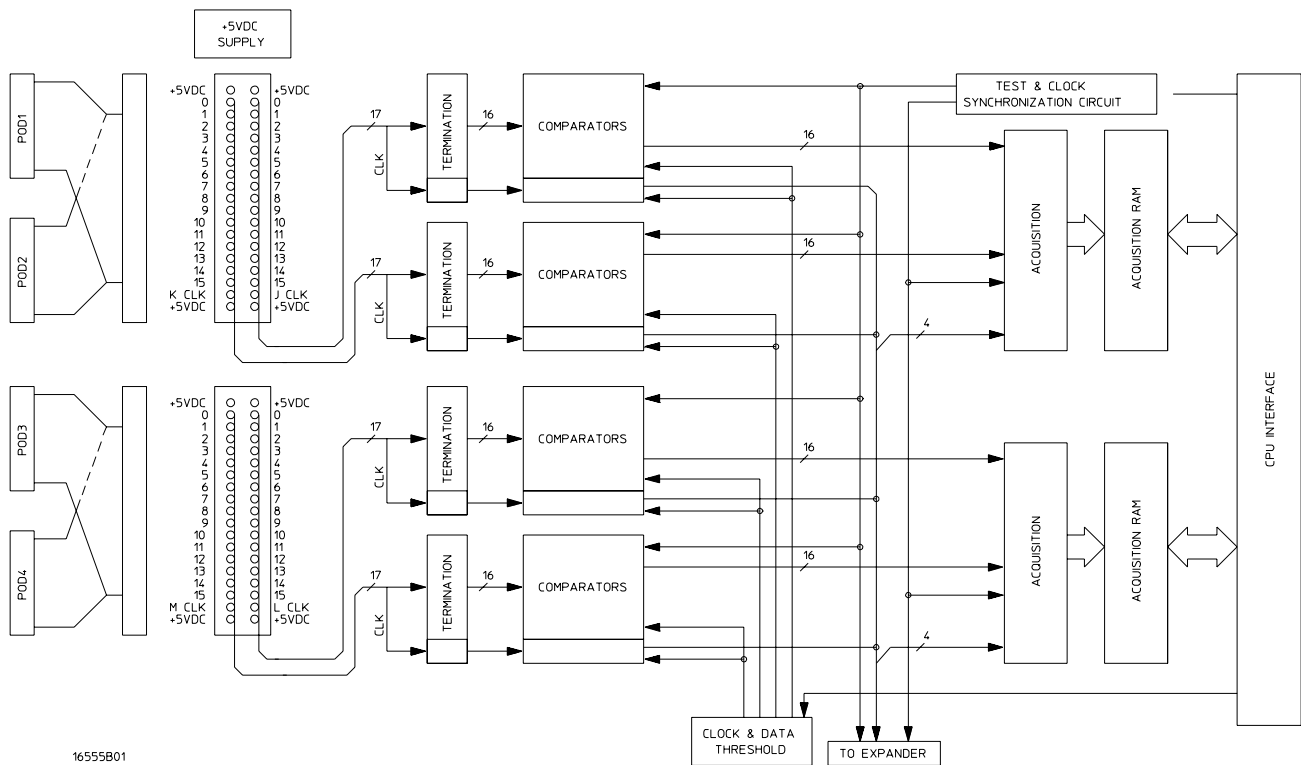 +5VDC
SUPPLY
POD1
POD2
+5VDC +5VDC
0 0
1 1
2 2
3 3
4 4
5 5
6 6
7 7
8 8
9 9
10 10
11 11
12 12
13 13
14 14
15 15
K CLK J CLK
+5VDC +5VDC
17
CLK
TERMINATION
16
COMPARATORS
17
CLK
TERMINATION
16
COMPARATORS
TEST & CLOCK
SYNCHRONIZATION CIRCUIT
16
16
4
ACQUISITION
ACQUISITION RAM
CPU INTERFACE
POD3
POD4
+5VDC +5VDC
0 0
1 1
2 2
3 3
4 4
5 5
6 6
7 7
8 8
9 9
10 10
11 11
12 12
13 13
14 14
15 15
M CLK L CLK
+5VDC +5VDC
17
CLK
TERMINATION
16
COMPARATORS
17
CLK
TERMINATION
16
COMPARATORS
16
16
4
ACQUISITION
ACQUISITION RAM
CLOCK & DATA
THRESHOLD
TO EXPANDER
16555B01